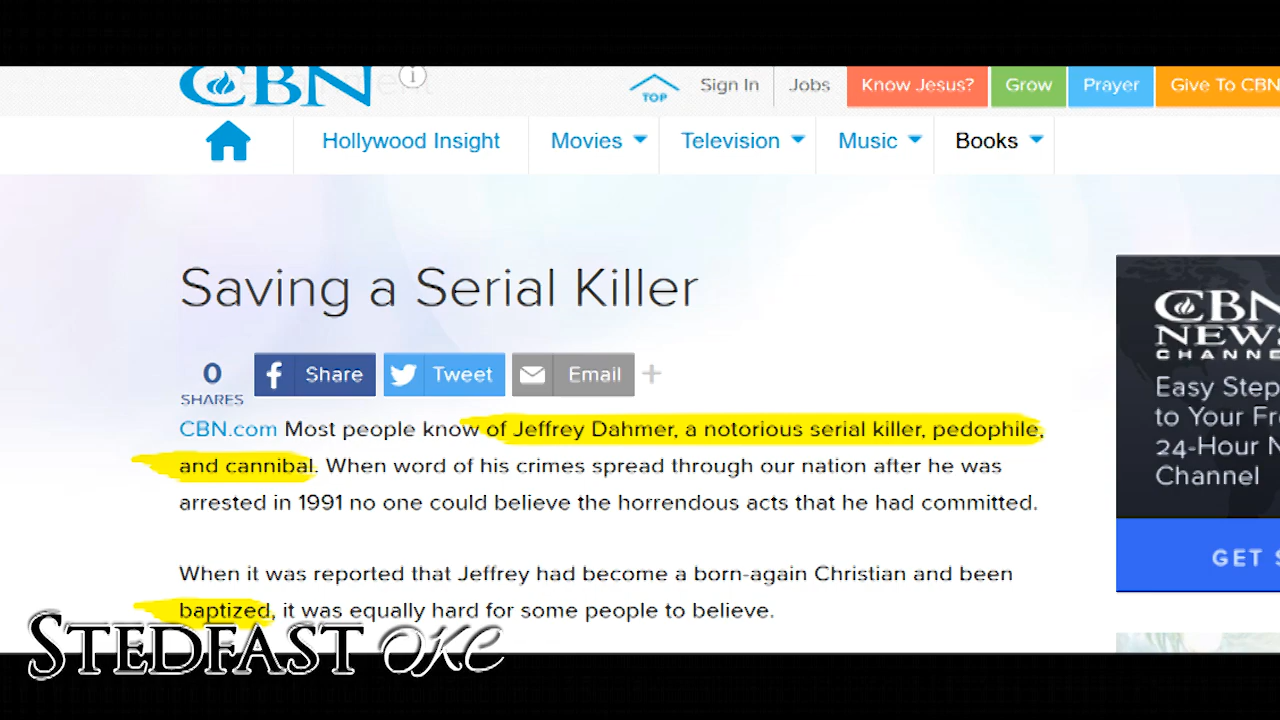 CBN
TOP
Sign In
Jobs
Know Jesus?
Grow
Prayer
Give To CBN
Hollywood Insight
Movies
Television
Music
Books
Saving a Serial Killer
0
SHARES
Share
Tweet
Email
CBN.com Most people know of Jeffrey Dahmer, a notorious serial killer, pedophile,
and cannibal. When word of his crimes spread through our nation after he was
arrested in 1991 no one could believe the horrendous acts that he had committed.
When it was reported that Jeffrey had become a born-again Christian and been
baptized, it was equally hard for some people to believe.
CBN
NEWS
CHANNE
Easy Step
to Your Fr
24-Hour N
Channel
GET
STEDFAST OKC